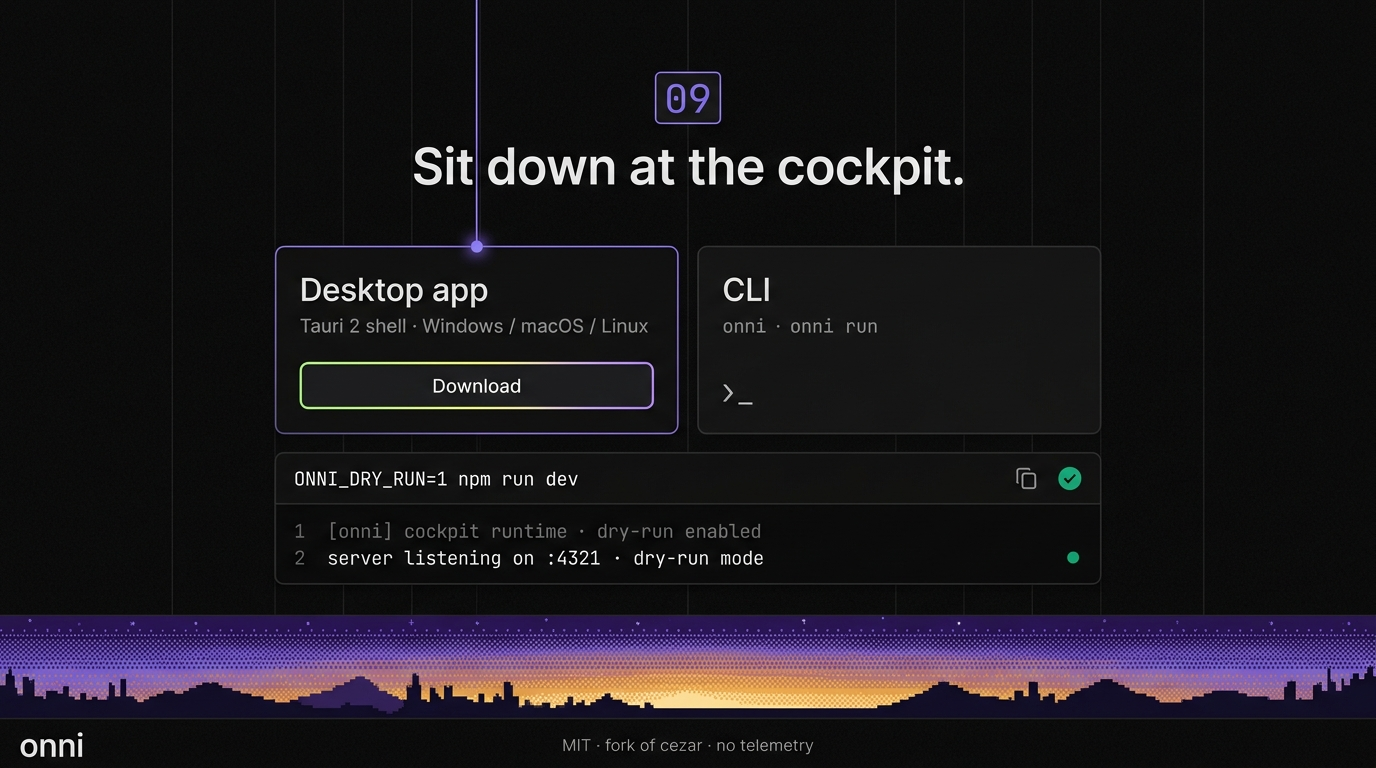 09
Sit down at the cockpit.
Desktop app
Tauri 2 shell · Windows / macOS / Linux
Download
CLI
onni · onni run
❯_
ONNI_DRY_RUN=1 npm run dev
1 [onni] cockpit runtime · dry-run enabled
2 server listening on :4321 · dry-run mode
onni
MIT · fork of cezar · no telemetry